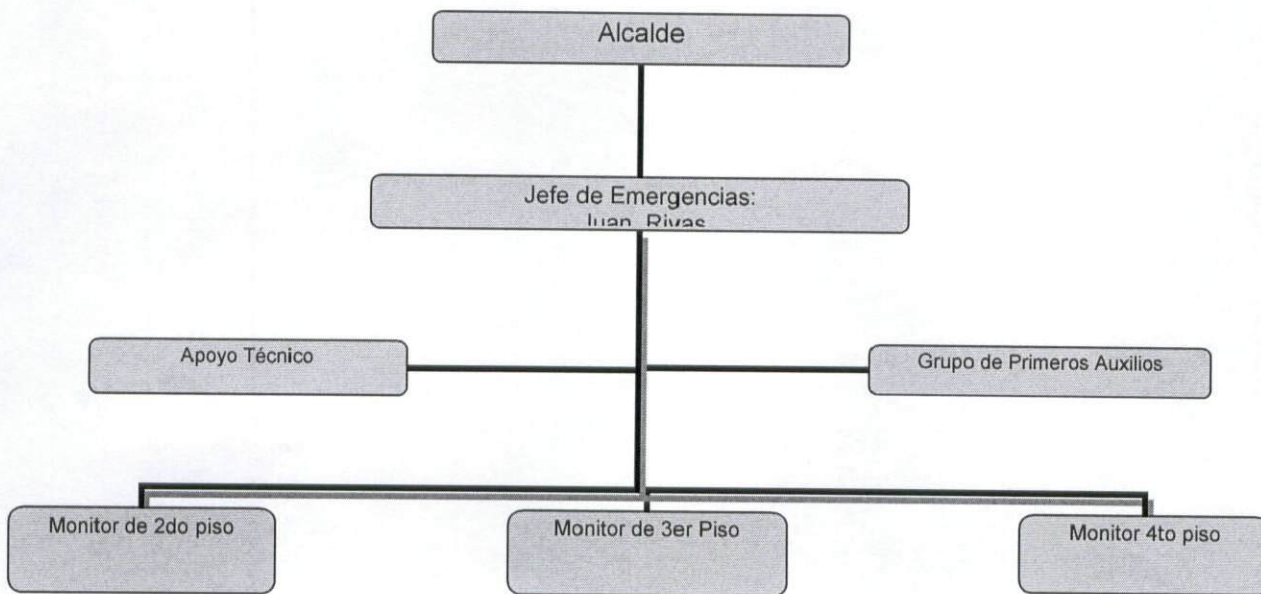 Alcalde
Jefe de Emergencias:
Juan Rivas
Apoyo Técnico
Grupo de Primeros Auxilios
Monitor de 2do piso
Monitor de 3er Piso
Monitor 4to piso